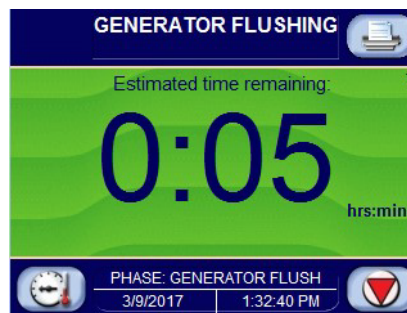 GENERATOR FLUSHING
Estimated time remaining:
0:05
hrs:min
PHASE: GENERATOR FLUSH
3/9/2017 1:32:40 PM